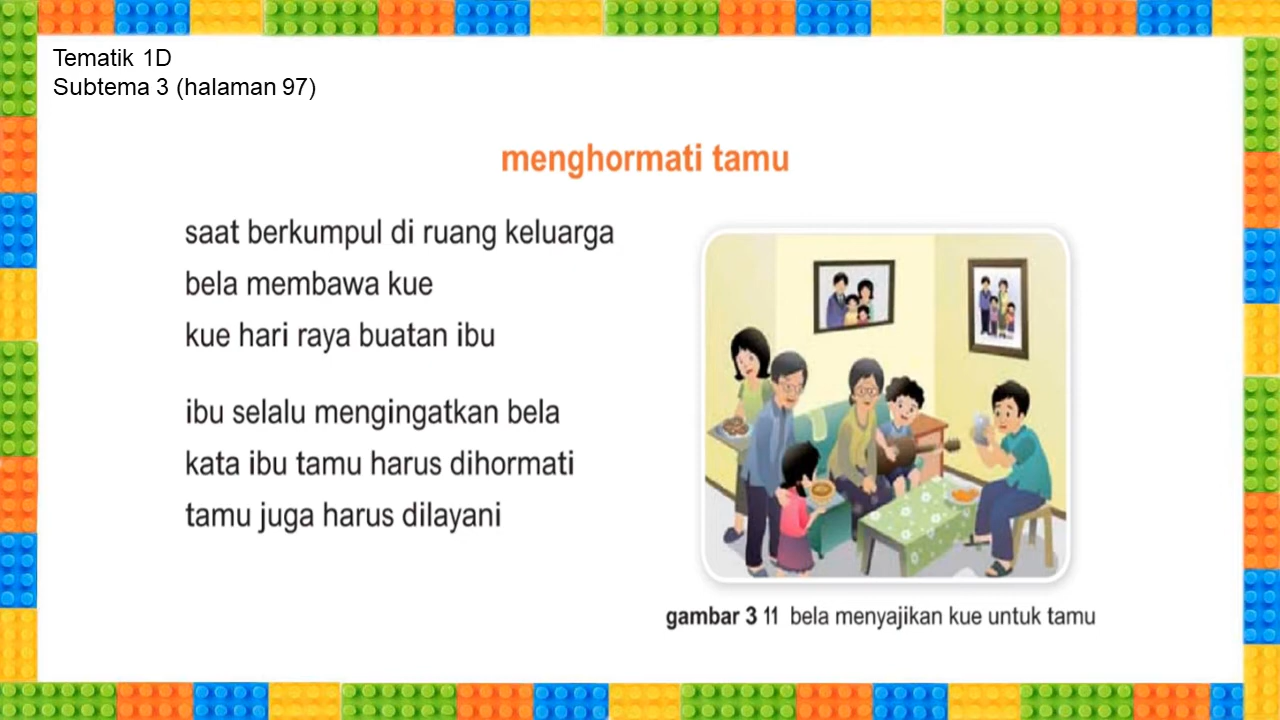 Tematik 1D
Subtema 3 (halaman 97)
menghormati tamu
saat berkumpul di ruang keluarga
bela membawa kue
kue hari raya buatan ibu
ibu selalu mengingatkan bela
kata ibu tamu harus dihormati
tamu juga harus dilayani
gambar 3 11 bela menyajikan kue untuk tamu